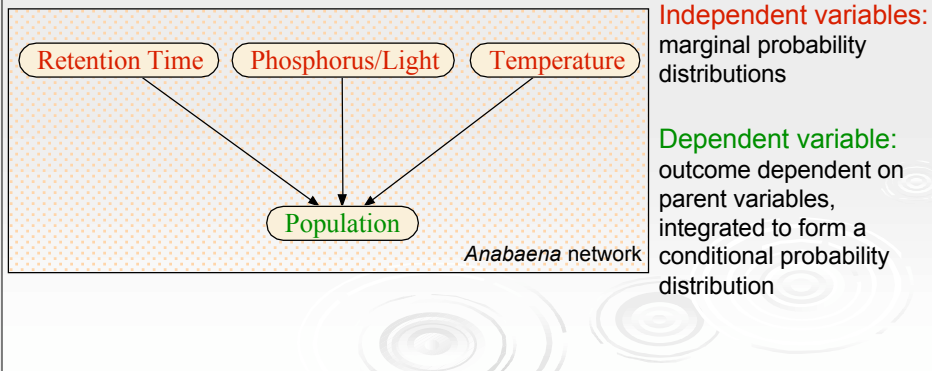 Retention Time
Phosphorus/Light
Temperature
Population
Anabaena network
Independent variables:
marginal probability
distributions
Dependent variable:
outcome dependent on
parent variables,
integrated to form a
conditional probability
distribution